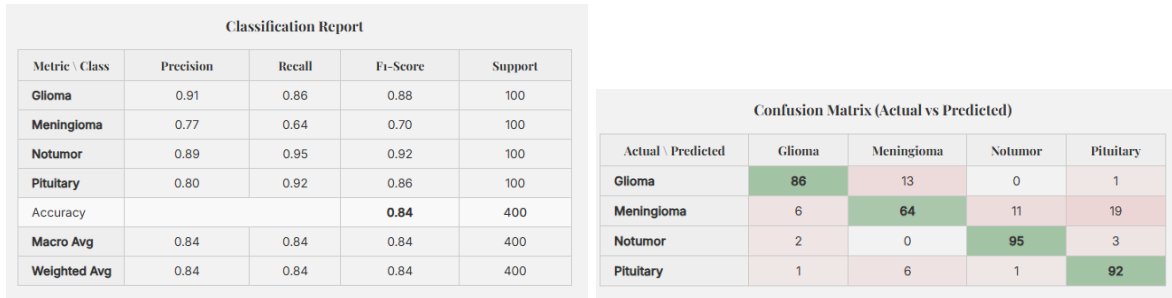 Classification Report
Metric \ Class Precision Recall F1-Score Support
Glioma 0.91 0.86 0.88 100
Meningioma 0.77 0.64 0.70 100
Notumor 0.89 0.95 0.92 100
Pituitary 0.80 0.92 0.86 100
Accuracy 0.84 400
Macro Avg 0.84 0.84 0.84 400
Weighted Avg 0.84 0.84 0.84 400
Confusion Matrix (Actual vs Predicted)
Actual \ Predicted Glioma Meningioma Notumor Pituitary
Glioma 86 13 0 1
Meningioma 6 64 11 19
Notumor 2 0 95 3
Pituitary 1 6 1 92